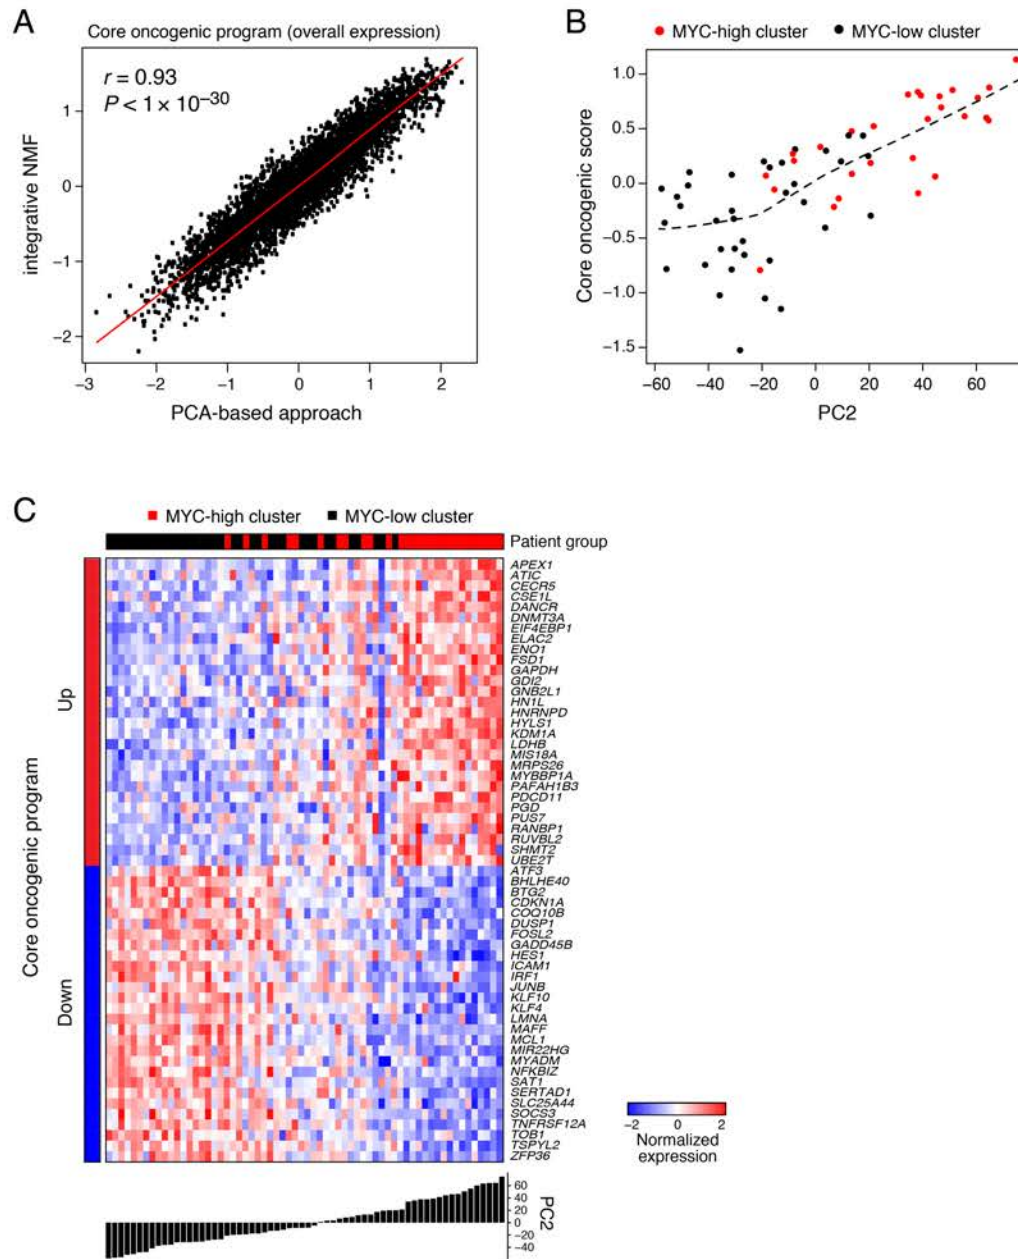 A
Core oncogenic program (overall expression)
r = 0.93
P < 1 × 10−30
integrative NMF
1
0
−1
−2
−3 −2 −1 0 1 2
PCA-based approach
B
MYC-high cluster MYC-low cluster
Core oncogenic score
1.0
0.5
0.0
−0.5
−1.0
−1.5
−60 −40 −20 0 20 40 60
PC2
C
MYC-high cluster MYC-low cluster
Patient group
Core oncogenic program
Up
APEX1
ATIC
CECR5
CSE1L
DANCR
DNMT3A
EIF4EBP1
ELAC2
ENO1
FSD1
GAPDH
GDI2
GNB2L1
HN1L
HNRNPD
HYLS1
KDM1A
LDHB
MIS18A
MRPS26
MYBBP1A
PAFAH1B3
PDCD11
PGD
PUS7
RANBP1
RUVBL2
SHMT2
UBE2T
Down
ATF3
BHLHE40
BTG2
CDKN1A
COQ10B
DUSP1
FOSL2
GADD45B
HES1
ICAM1
IRF1
JUNB
KLF10
KLF4
LMNA
MAFF
MCL1
MIR22HG
MYADM
NFKBIZ
SAT1
SERTAD1
SLC25A44
SOCS3
TNFRSF12A
TOB1
TSPYL2
ZFP36
−2 0 2
Normalized
expression
60
40
20
0
−20
−40
PC2